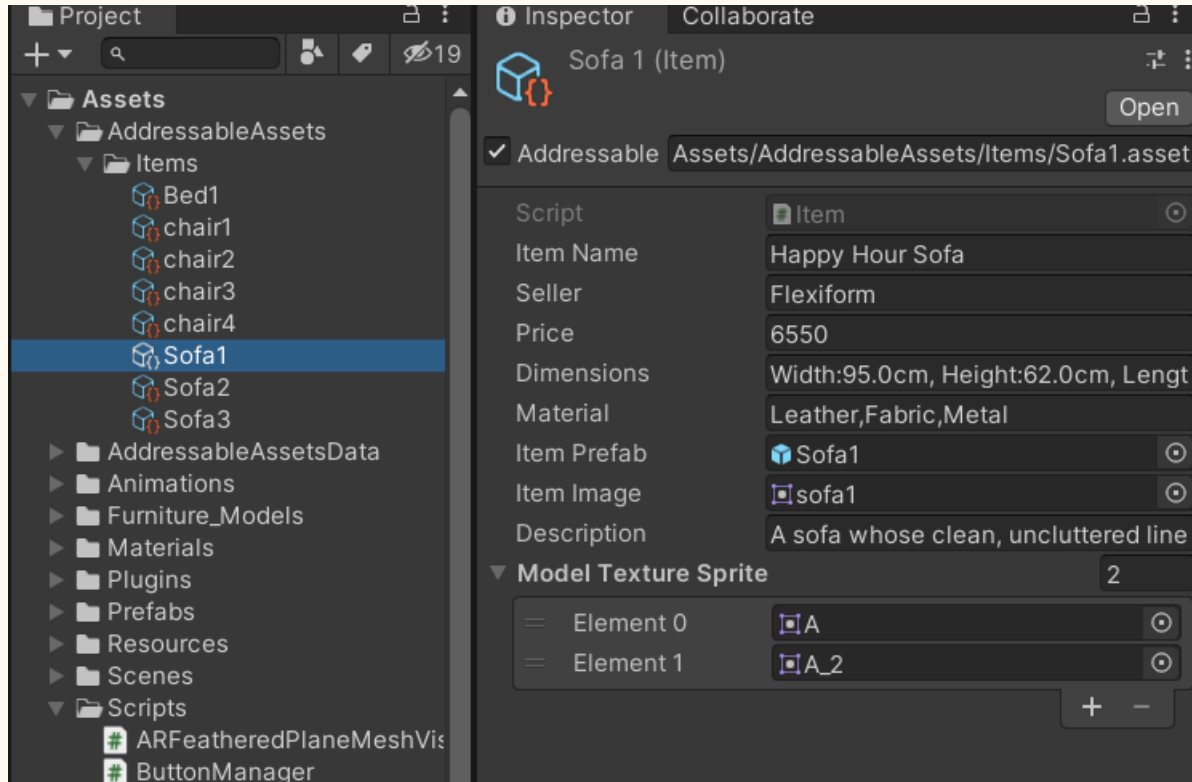 Project
19
Assets
AddressableAssets
Items
Bed1
chair1
chair2
chair3
chair4
Sofa1
Sofa2
Sofa3
AddressableAssetsData
Animations
Furniture_Models
Materials
Plugins
Prefabs
Resources
Scenes
Scripts
# ARFeatheredPlaneMeshVis
# ButtonManager
Inspector Collaborate
Sofa 1 (Item)
Open
Addressable Assets/AddressableAssets/Items/Sofa1.asset
Script # Item
Item Name Happy Hour Sofa
Seller Flexiform
Price 6550
Dimensions Width:95.0cm, Height:62.0cm, Lengt
Material Leather,Fabric,Metal
Item Prefab Sofa1
Item Image sofa1
Description A sofa whose clean, uncluttered line
Model Texture Sprite 2
Element 0 A
Element 1 A_2
+ −